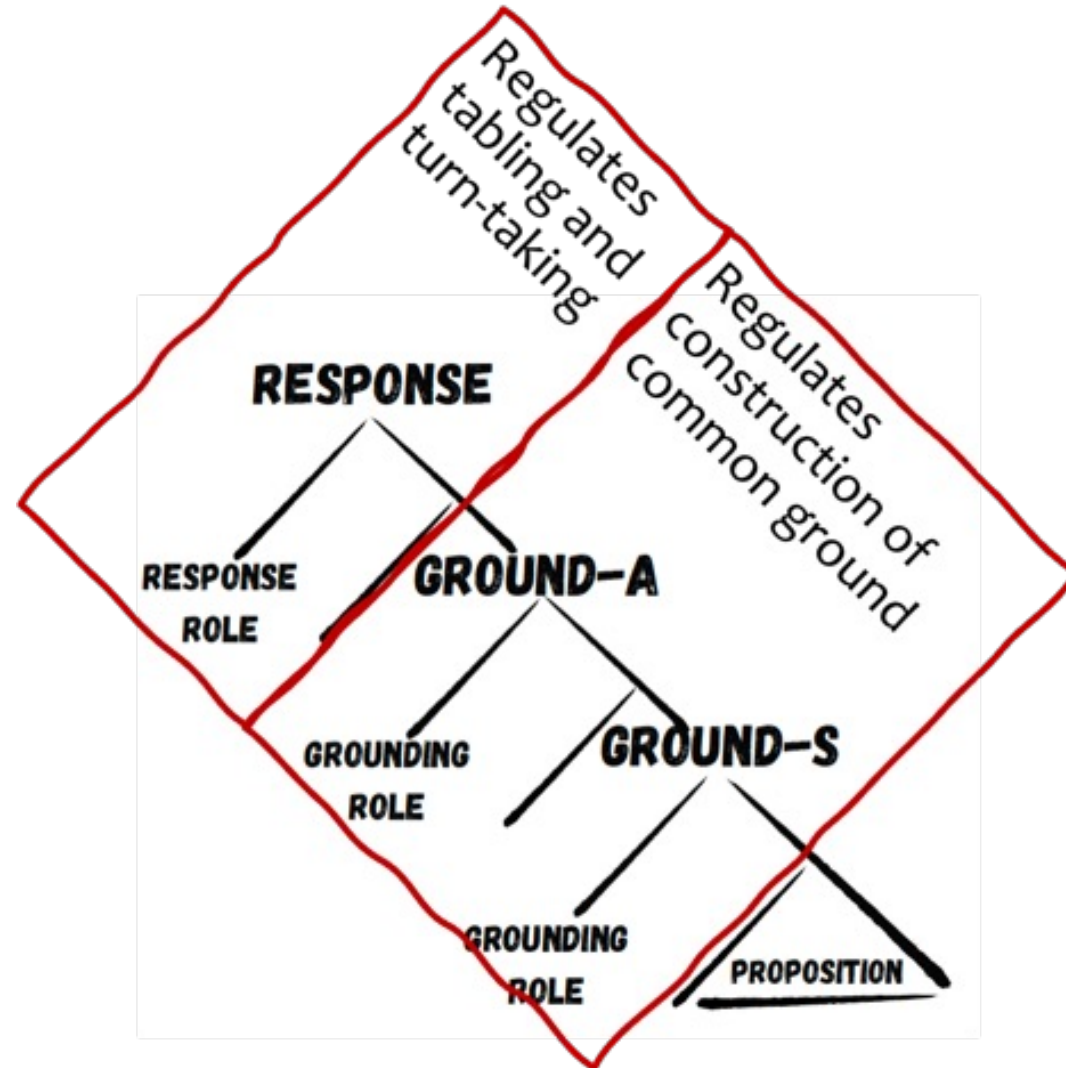 Regulates
tabling and
turn-taking
Regulates
construction of
common ground
RESPONSE
RESPONSE
ROLE
GROUND-A
GROUNDING
ROLE
GROUND-S
GROUNDING
ROLE
PROPOSITION